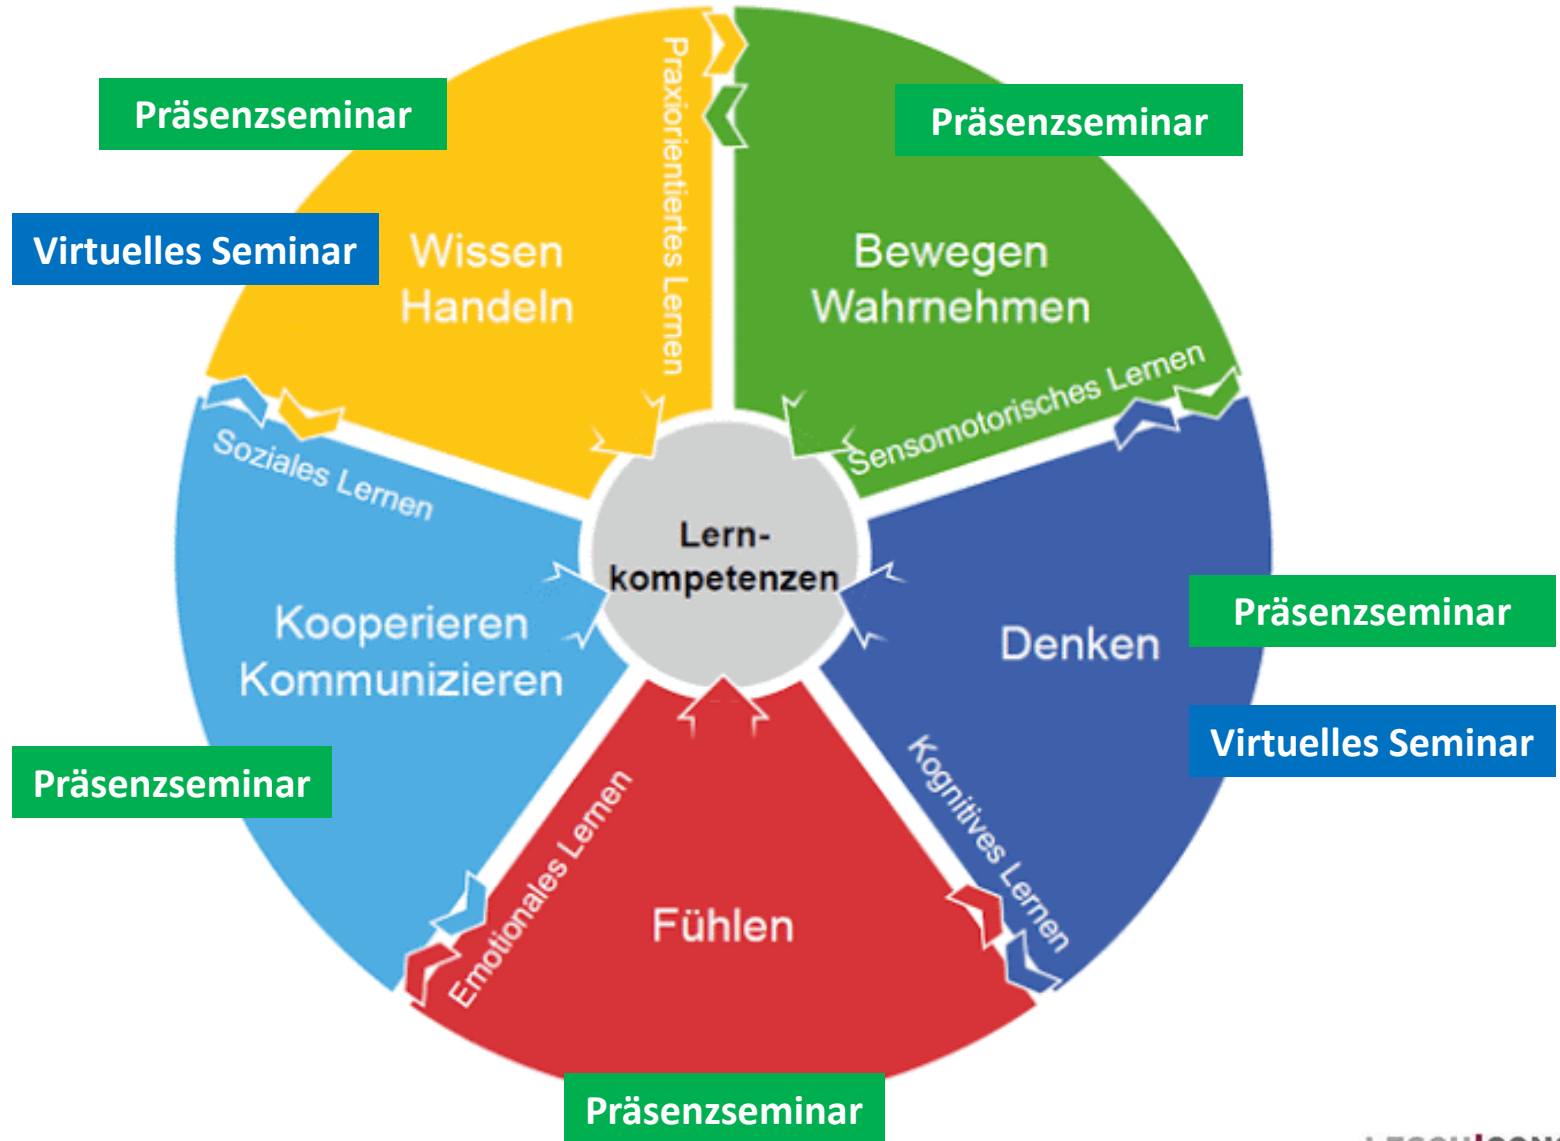 Präsenzseminar
Virtuelles Seminar
Wissen
Handeln
Praxiorientiertes Lernen
Präsenzseminar
Bewegen
Wahrnehmen
Sensomotorisches Lernen
Soziales Lernen
Kooperieren
Kommunizieren
Präsenzseminar
Lern-
kompetenzen
Denken
Präsenzseminar
Virtuelles Seminar
Kognitives Lernen
Emotionales Lernen
Fühlen
Präsenzseminar